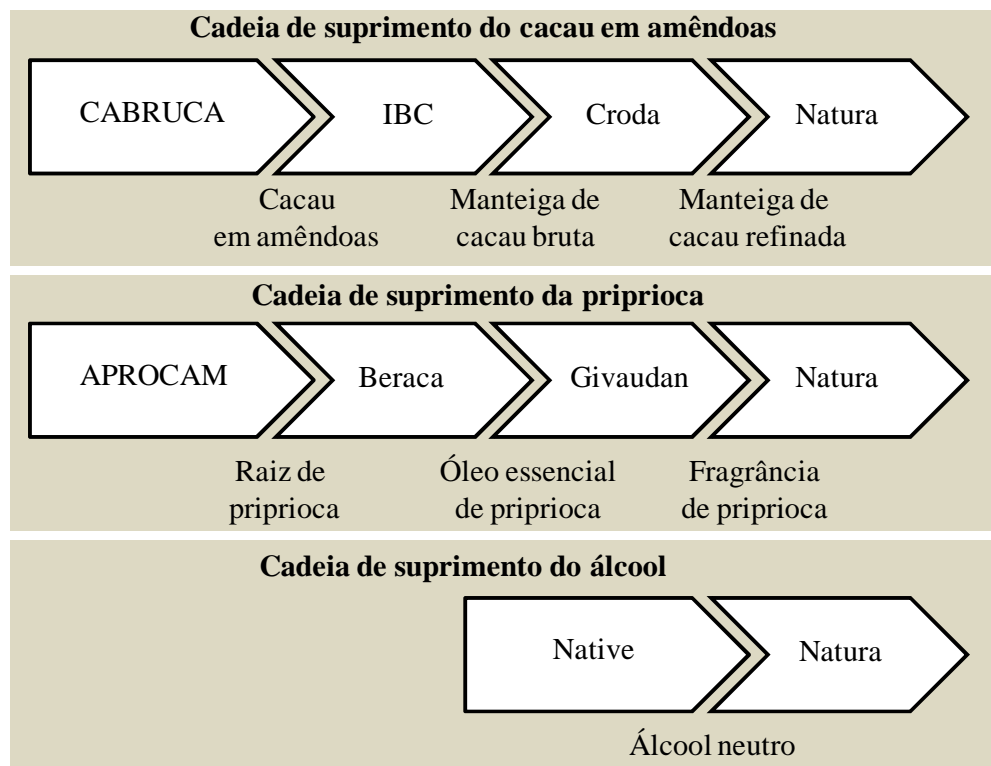 Cadeia de suprimento do cacau em amêndoas
CABRUCA
IBC
Croda
Natura
Cacau
em amêndoas
Manteiga de
cacau bruta
Manteiga de
cacau refinada
Cadeia de suprimento da priprioca
APROCAM
Beraca
Givaudan
Natura
Raiz de
priprioca
Óleo essencial
de priprioca
Fragrância
de priprioca
Cadeia de suprimento do álcool
Native
Natura
Álcool neutro